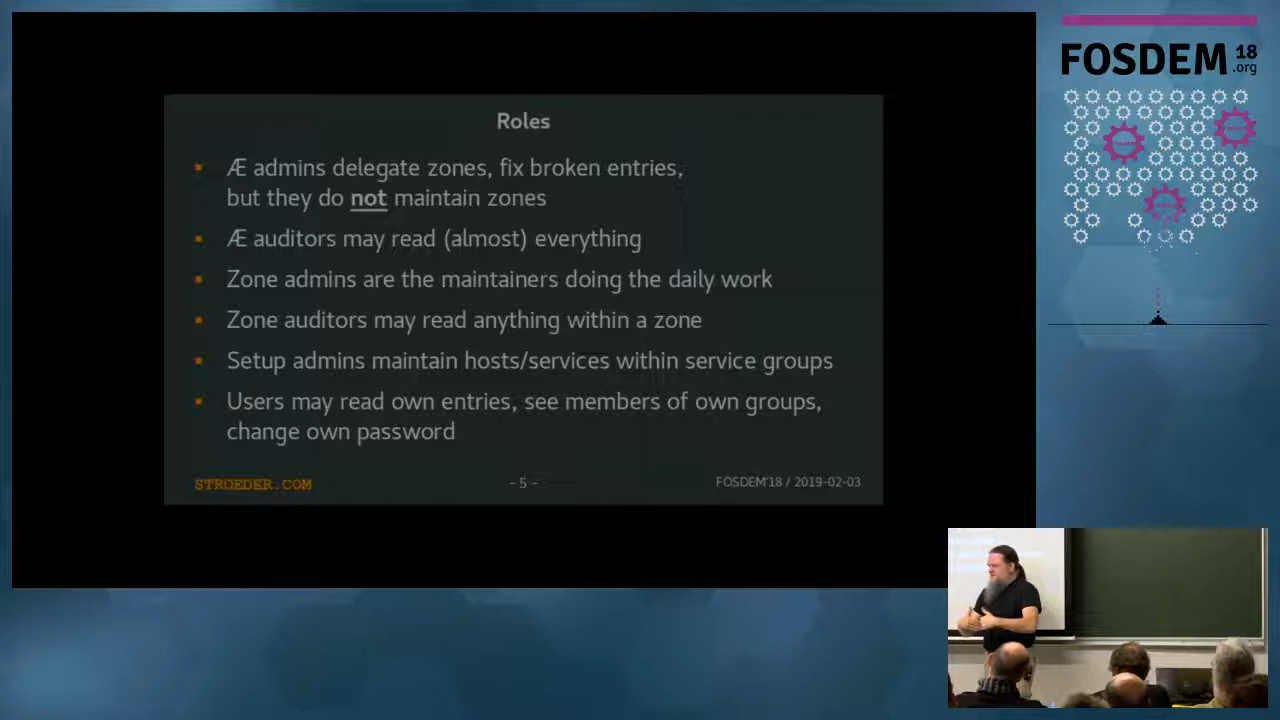 Roles
Æ admins delegate zones, fix broken entries,
but they do not maintain zones
Æ auditors may read (almost) everything
Zone admins are the maintainers doing the daily work
Zone auditors may read anything within a zone
Setup admins maintain hosts/services within service groups
Users may read own entries, see members of own groups,
change own password
STROEDER.COM
- 5 -
FOSDEM'18 / 2019-02-03
FOSDEM 18
.org